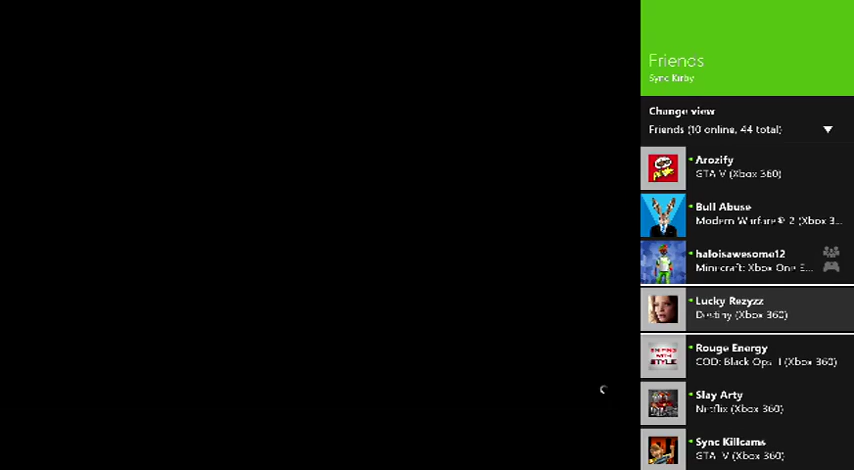 Friends
Sync Kirby
Change view
Friends (10 online, 44 total)
Arozify
GTA V (Xbox 360)
Bull Abuse
Modern Warfare® 2 (Xbox 3...
haloisawesome12
Minecraft: Xbox One E...
Lucky Rezyzz
Destiny (Xbox 360)
Rouge Energy
COD: Black Ops II (Xbox 360)
Slay Arty
Netflix (Xbox 360)
Sync Killcams
GTA V (Xbox 360)